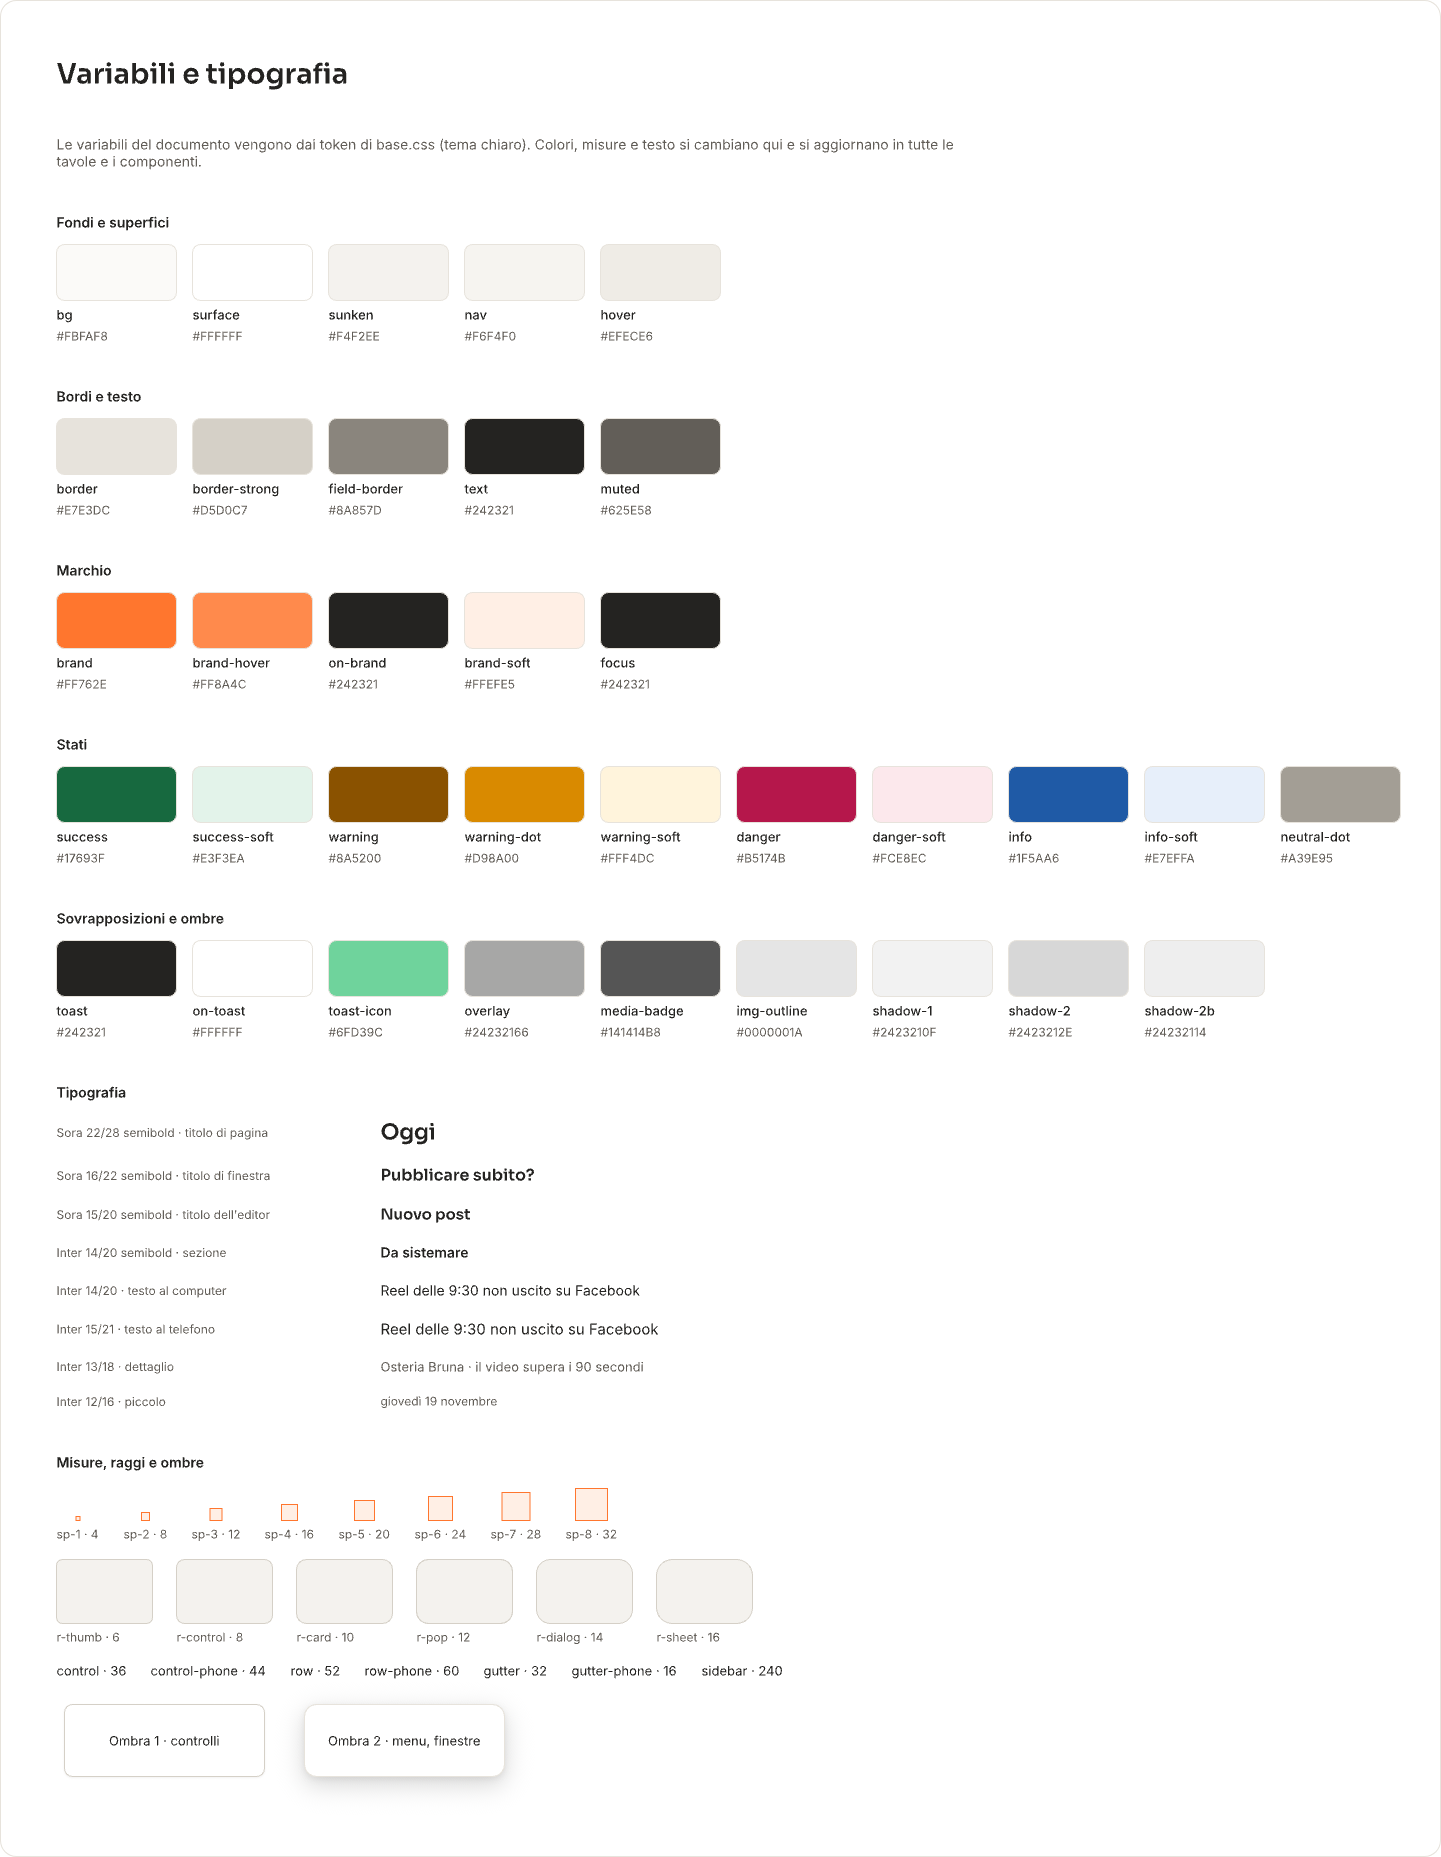 Variabili e tipografia
Le variabili del documento vengono dai token di base.css (tema chiaro). Colori, misure e testo si cambiano qui e si aggiornano in tutte le
tavole e i componenti.
Fondi e superfici
bg surface sunken nav hover
#FBFAF8 #FFFFFF #F4F2EE #F6F4F0 #EFECE6
Bordi e testo
border border-strong field-border text muted
#E7E3DC #D5D0C7 #8A857D #242321 #625E58
Marchio
brand brand-hover on-brand brand-soft focus
#FF762E #FF8A4C #242321 #FFEFE5 #242321
Stati
success success-soft warning warning-dot warning-soft danger danger-soft info info-soft neutral-dot
#17693F #E3F3EA #8A5200 #D98A00 #FFF4DC #B5174B #FCE8EC #1F5AA6 #E7EFFA #A39E95
Sovrapposizioni e ombre
toast on-toast toast-icon overlay media-badge img-outline shadow-1 shadow-2 shadow-2b
#242321 #FFFFFF #6FD39C #24232166 #141414B8 #0000001A #2423210F #2423212E #24232114
Tipografia
Sora 22/28 semibold · titolo di pagina Oggi
Sora 16/22 semibold · titolo di finestra Pubblicare subito?
Sora 15/20 semibold · titolo dell'editor Nuovo post
Inter 14/20 semibold · sezione Da sistemare
Inter 14/20 · testo al computer Reel delle 9:30 non uscito su Facebook
Inter 15/21 · testo al telefono Reel delle 9:30 non uscito su Facebook
Inter 13/18 · dettaglio Osteria Bruna · il video supera i 90 secondi
Inter 12/16 · piccolo giovedì 19 novembre
Misure, raggi e ombre
sp-1 · 4 sp-2 · 8 sp-3 · 12 sp-4 · 16 sp-5 · 20 sp-6 · 24 sp-7 · 28 sp-8 · 32
r-thumb · 6 r-control · 8 r-card · 10 r-pop · 12 r-dialog · 14 r-sheet · 16
control · 36 control-phone · 44 row · 52 row-phone · 60 gutter · 32 gutter-phone · 16 sidebar · 240
Ombra 1 · controlli Ombra 2 · menu, finestre